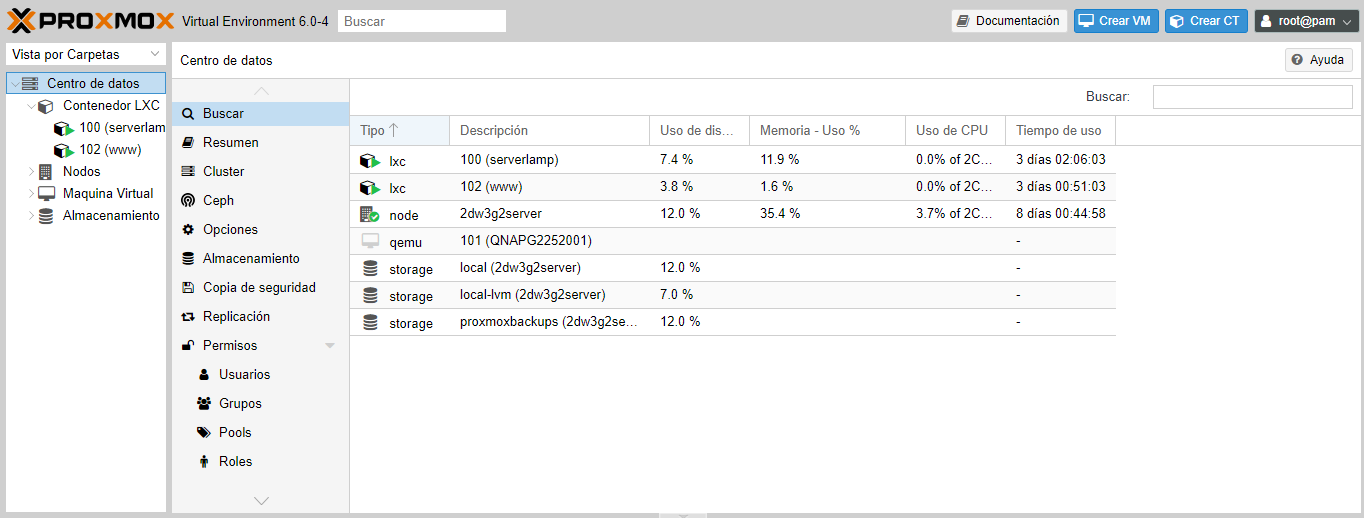 PROXMOX Virtual Environment 6.0-4 Buscar Documentación Crear VM Crear CT root@pam
Vista por Carpetas
Centro de datos
Contenedor LXC
100 (serverlam
102 (www)
Nodos
Maquina Virtual
Almacenamiento
Centro de datos Ayuda
Buscar
Resumen
Cluster
Ceph
Opciones
Almacenamiento
Copia de seguridad
Replicación
Permisos
Usuarios
Grupos
Pools
Roles
Buscar:
Tipo Descripción Uso de dis... Memoria - Uso % Uso de CPU Tiempo de uso
lxc 100 (serverlamp) 7.4 % 11.9 % 0.0% of 2C... 3 días 02:06:03
lxc 102 (www) 3.8 % 1.6 % 0.0% of 2C... 3 días 00:51:03
node 2dw3g2server 12.0 % 35.4 % 3.7% of 2C... 8 días 00:44:58
qemu 101 (QNAPG2252001) -
storage local (2dw3g2server) 12.0 % -
storage local-lvm (2dw3g2server) 7.0 % -
storage proxmoxbackups (2dw3g2se... 12.0 % -